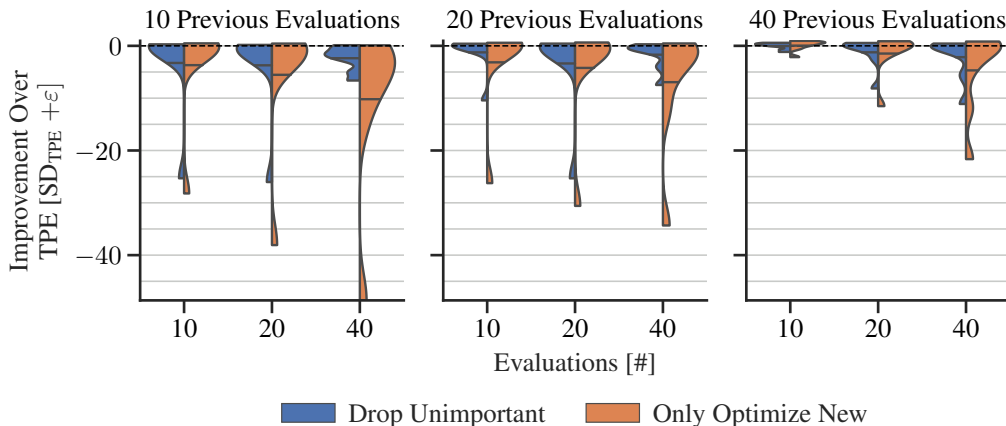 10 Previous Evaluations
20 Previous Evaluations
40 Previous Evaluations
Improvement Over
TPE [SD_TPE +ε]
0
−20
−40
10 20 40
10 20 40
10 20 40
Evaluations [#]
Drop Unimportant
Only Optimize New